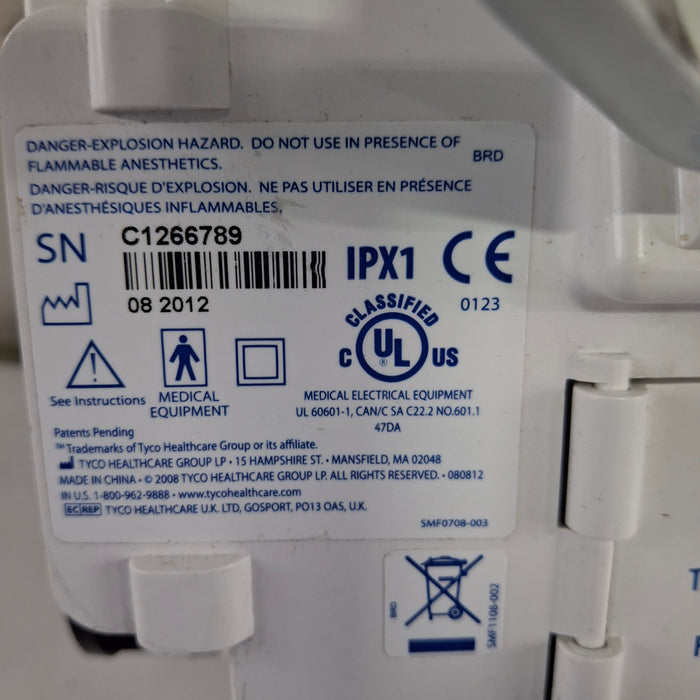 DANGER-EXPLOSION HAZARD. DO NOT USE IN PRESENCE OF
FLAMMABLE ANESTHETICS.
BRD
DANGER-RISQUE D'EXPLOSION. NE PAS UTILISER EN PRÉSENCE
D'ANESTHÉSIQUES INFLAMMABLES.
SN
C1266789
08 2012
IPX1
CE
0123
CLASSIFIED
C UL® US
See Instructions
MEDICAL
EQUIPMENT
MEDICAL ELECTRICAL EQUIPMENT
UL 60601-1, CAN/C SA C22.2 NO.601.1
47DA
Patents Pending
™Trademarks of Tyco Healthcare Group or its affiliate.
TYCO HEALTHCARE GROUP LP • 15 HAMPSHIRE ST. • MANSFIELD, MA 02048
MADE IN CHINA • © 2008 TYCO HEALTHCARE GROUP LP. ALL RIGHTS RESERVED. • 080812
IN U.S. 1-800-962-9888 • www.tycohealthcare.com
EC REP TYCO HEALTHCARE U.K. LTD, GOSPORT, PO13 OAS, U.K.
SMF0708-003
BRD
SMF1108-002